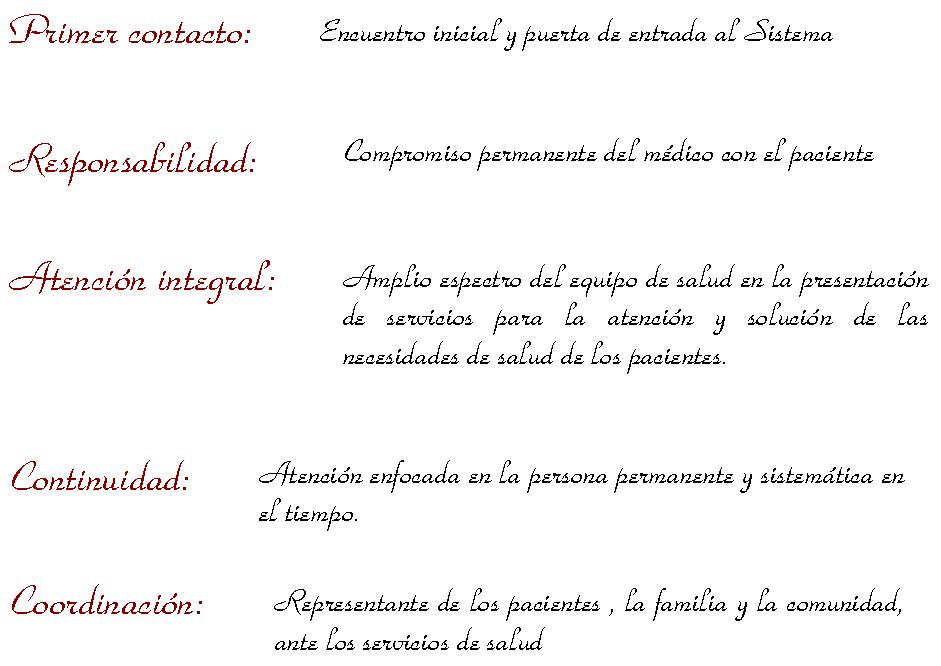 Primer contacto: Encuentro inicial y puerta de entrada al Sistema
Responsabilidad: Compromiso permanente del médico con el paciente
Atención integral: Amplio espectro del equipo de salud en la presentación
de servicios para la atención y solución de las
necesidades de salud de los pacientes.
Continuidad: Atención enfocada en la persona permanente y sistemática en
el tiempo.
Coordinación: Representante de los pacientes , la familia y la comunidad,
ante los servicios de salud